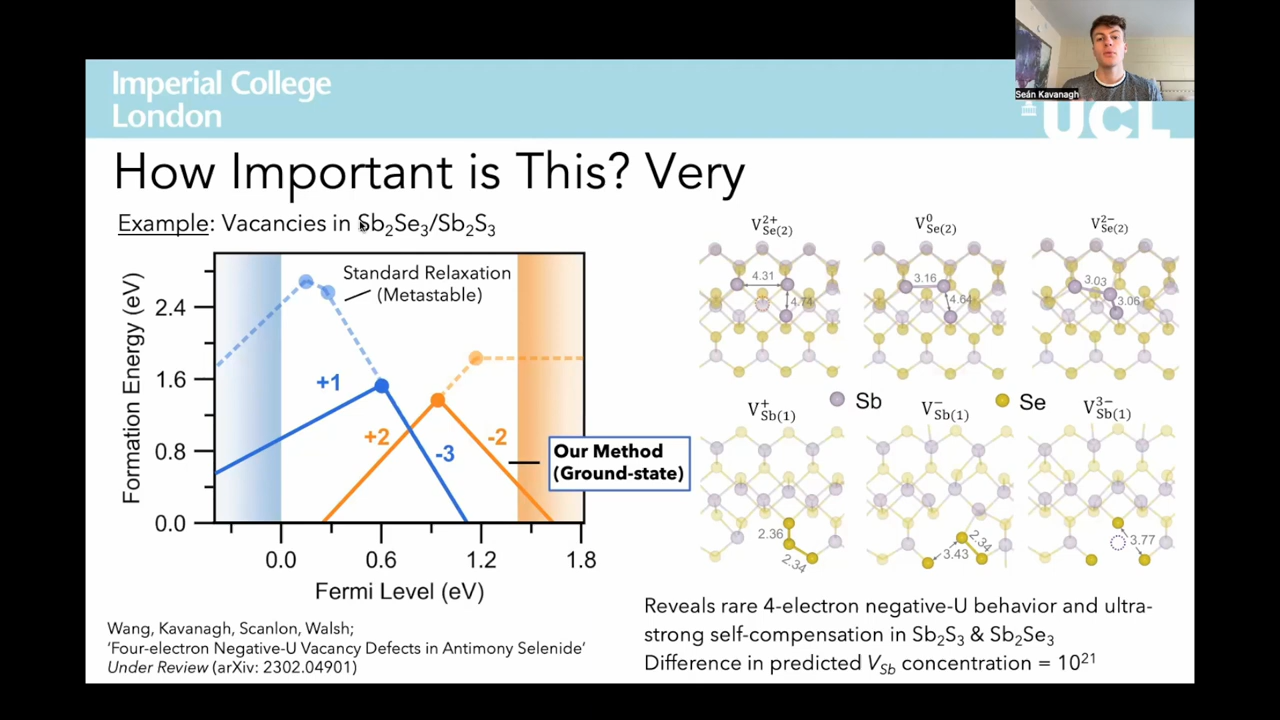 Imperial College
London
Seán Kavanagh
UCL
How Important is This? Very
Example: Vacancies in Sb₂Se₃/Sb₂S₃
Standard Relaxation
(Metastable)
Formation Energy (eV)
2.4
1.6
0.8
0.0
+1
+2
-3
-2
Our Method
(Ground-state)
0.0 0.6 1.2 1.8
Fermi Level (eV)
V²⁺Se(2) V⁰Se(2) V²⁻Se(2)
4.31 3.16 3.03
4.74 4.64 3.06
Sb Se
V⁺Sb(1) V⁻Sb(1) V³⁻Sb(1)
2.36 2.34 3.77
2.34 3.43
Reveals rare 4-electron negative-U behavior and ultra-
strong self-compensation in Sb₂S₃ & Sb₂Se₃
Difference in predicted VSb concentration = 10²¹
Wang, Kavanagh, Scanlon, Walsh;
‘Four-electron Negative-U Vacancy Defects in Antimony Selenide’
Under Review (arXiv: 2302.04901)